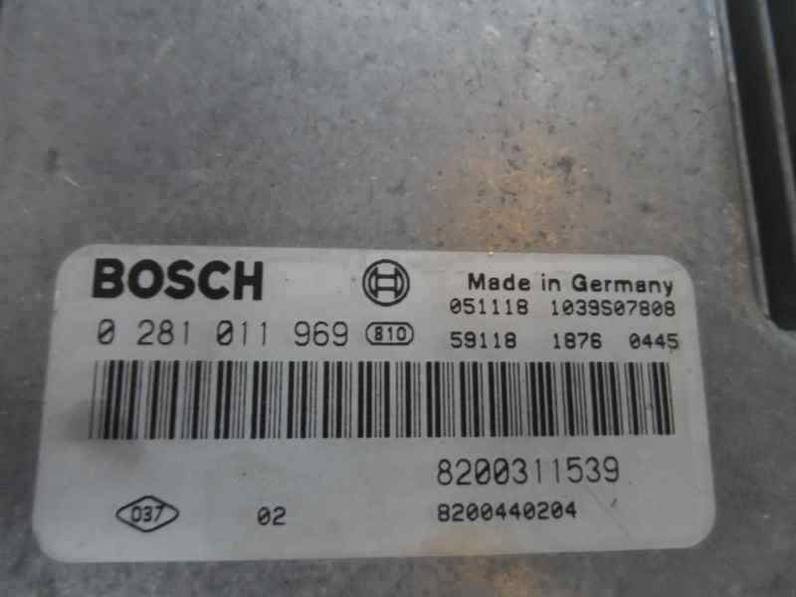 BOSCH
Made in Germany
051118 1039S07808
0 281 011 969 810
59118 1876 0445
8200311539
037 02 8200440204